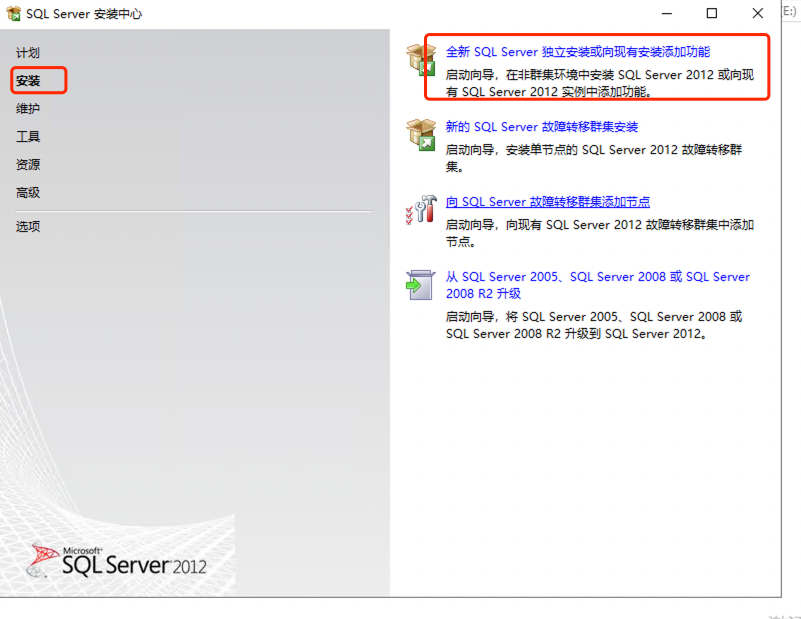 SQL Server 安装中心
E:)
计划
安装
维护
工具
资源
高级
选项
全新 SQL Server 独立安装或向现有安装添加功能
启动向导，在非群集环境中安装 SQL Server 2012 或向现
有 SQL Server 2012 实例中添加功能。
新的 SQL Server 故障转移群集安装
启动向导，安装单节点的 SQL Server 2012 故障转移群
集。
向 SQL Server 故障转移群集添加节点
启动向导，向现有 SQL Server 2012 故障转移群集中添加
节点。
从 SQL Server 2005、SQL Server 2008 或 SQL Server
2008 R2 升级
启动向导，将 SQL Server 2005、SQL Server 2008 或
SQL Server 2008 R2 升级到 SQL Server 2012。
Microsoft®
SQL Server 2012